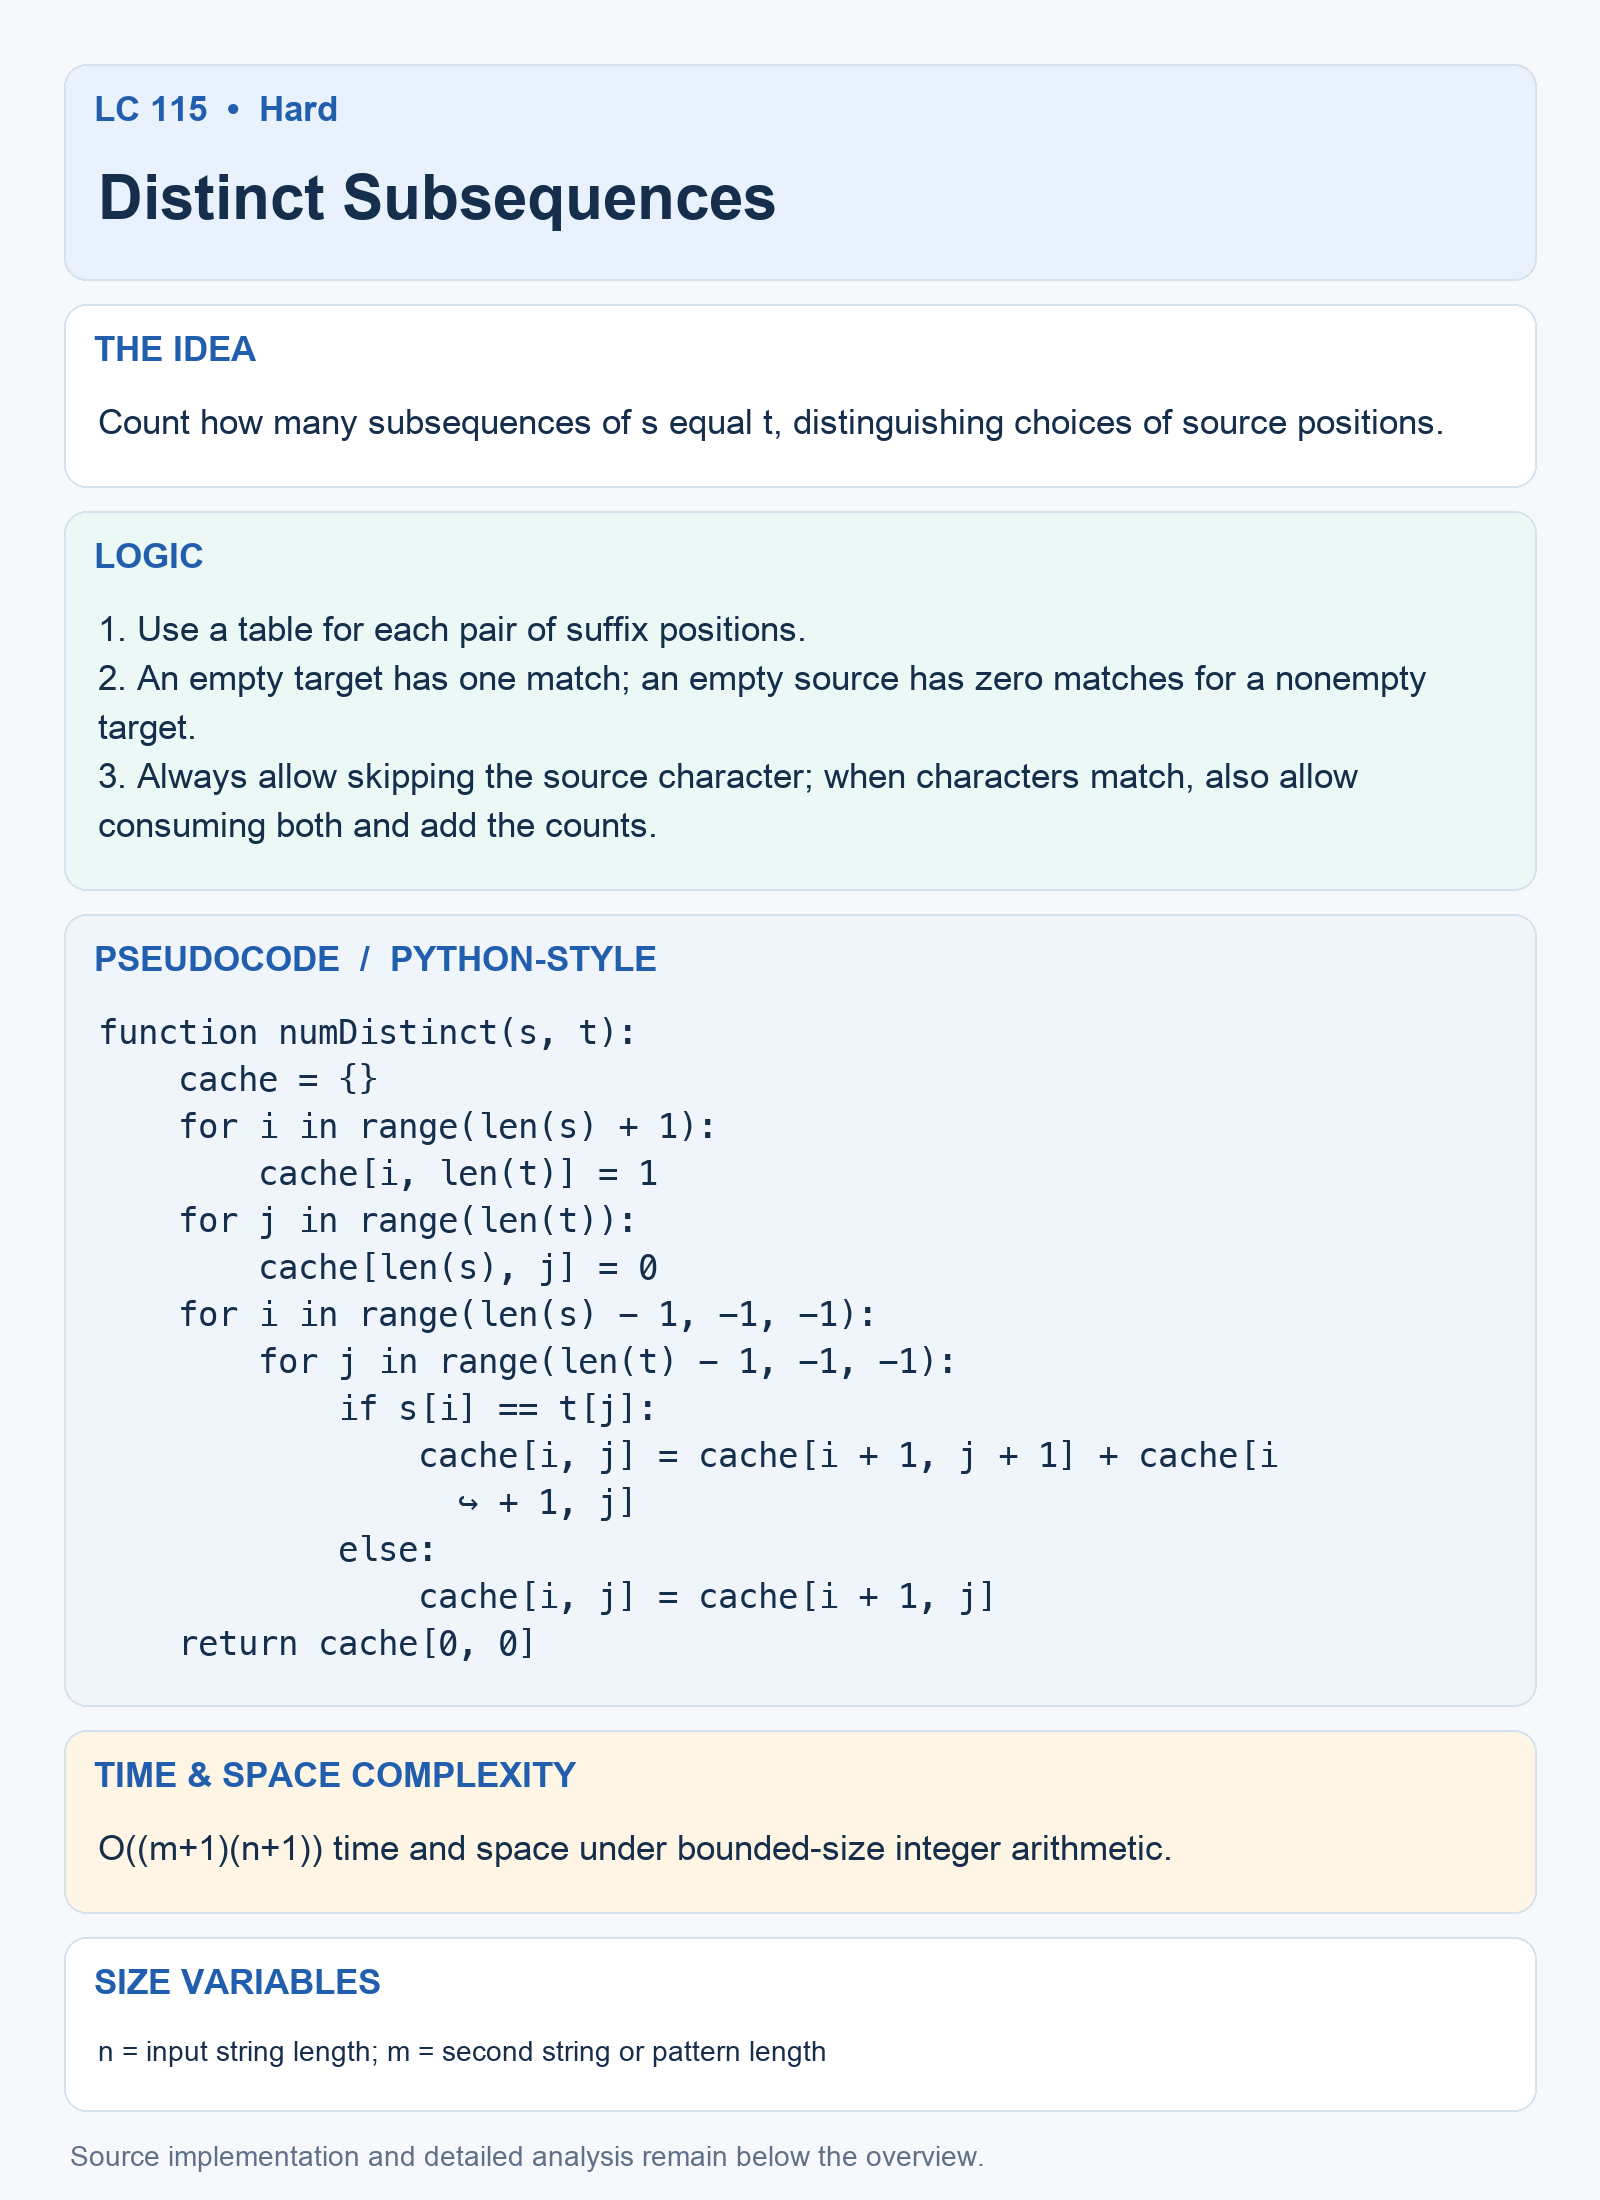 LC 115 • Hard
Distinct Subsequences
THE IDEA
Count how many subsequences of s equal t, distinguishing choices of source positions.
LOGIC
1. Use a table for each pair of suffix positions.
2. An empty target has one match; an empty source has zero matches for a nonempty
target.
3. Always allow skipping the source character; when characters match, also allow
consuming both and add the counts.
PSEUDOCODE / PYTHON-STYLE
function numDistinct(s, t):
    cache = {}
    for i in range(len(s) + 1):
        cache[i, len(t)] = 1
    for j in range(len(t)):
        cache[len(s), j] = 0
    for i in range(len(s) − 1, −1, −1):
        for j in range(len(t) − 1, −1, −1):
            if s[i] == t[j]:
                cache[i, j] = cache[i + 1, j + 1] + cache[i
                  ↪ + 1, j]
            else:
                cache[i, j] = cache[i + 1, j]
    return cache[0, 0]
TIME & SPACE COMPLEXITY
O((m+1)(n+1)) time and space under bounded-size integer arithmetic.
SIZE VARIABLES
n = input string length; m = second string or pattern length
Source implementation and detailed analysis remain below the overview.